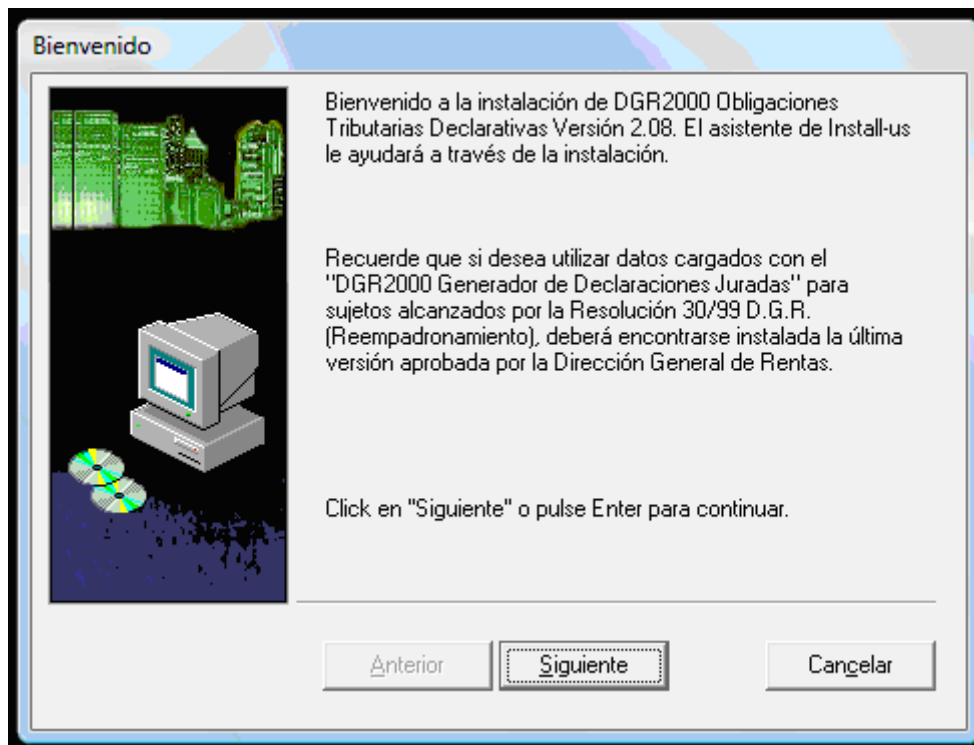 Bienvenido
Bienvenido a la instalación de DGR2000 Obligaciones
Tributarias Declarativas Versión 2.08. El asistente de Install-us
le ayudará a través de la instalación.
Recuerde que si desea utilizar datos cargados con el
"DGR2000 Generador de Declaraciones Juradas" para
sujetos alcanzados por la Resolución 30/99 D.G.R.
(Reempadronamiento), deberá encontrarse instalada la última
versión aprobada por la Dirección General de Rentas.
Click en "Siguiente" o pulse Enter para continuar.
Anterior
Siguiente
Cancelar